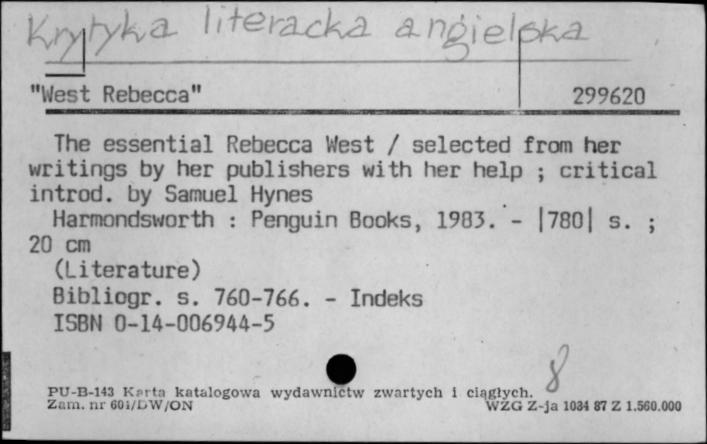 Krytyka literacka angielska
"West Rebecca" 299620
The essential Rebecca West / selected from her
writings by her publishers with her help ; critical
introd. by Samuel Hynes
Harmondsworth : Penguin Books, 1983. - |780| s. ;
20 cm
(Literature)
Bibliogr. s. 760-766. - Indeks
ISBN 0-14-006944-5
8
PU-B-143 Karta katalogowa wydawnictw zwartych i ciągłych.
Zam. nr 601/DW/ON WZG Z-ja 1034 87 Z 1.560.000